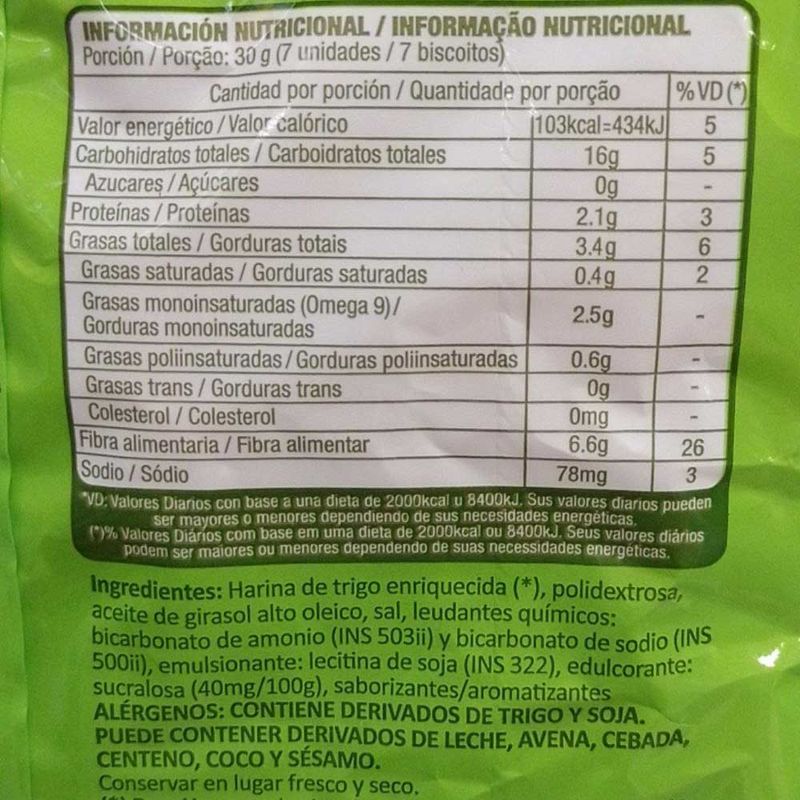 INFORMACIÓN NUTRICIONAL / INFORMAÇÃO NUTRICIONAL
Porción / Porção: 30 g (7 unidades / 7 biscoitos)
Cantidad por porción / Quantidade por porção % VD (*)
Valor energético / Valor calórico 103kcal=434kJ 5
Carbohidratos totales / Carboidratos totales 16g 5
Azucares / Açúcares 0g -
Proteínas / Proteínas 2.1g 3
Grasas totales / Gorduras totais 3.4g 6
Grasas saturadas / Gorduras saturadas 0.4g 2
Grasas monoinsaturadas (Omega 9) /
Gorduras monoinsaturadas 2.5g -
Grasas poliinsaturadas / Gorduras poliinsaturadas 0.6g -
Grasas trans / Gorduras trans 0g -
Colesterol / Colesterol 0mg -
Fibra alimentaria / Fibra alimentar 6.6g 26
Sodio / Sódio 78mg 3
*VD: Valores Diarios con base a una dieta de 2000kcal u 8400kJ. Sus valores diarios pueden
ser mayores o menores dependiendo de sus necesidades energéticas.
(*)% Valores Diários com base em uma dieta de 2000kcal ou 8400kJ. Seus valores diários
podem ser maiores ou menores dependendo de suas necessidades energéticas.
Ingredientes: Harina de trigo enriquecida (*), polidextrosa,
aceite de girasol alto oleico, sal, leudantes químicos:
bicarbonato de amonio (INS 503ii) y bicarbonato de sodio (INS
500ii), emulsionante: lecitina de soja (INS 322), edulcorante:
sucralosa (40mg/100g), saborizantes/aromatizantes
ALÉRGENOS: CONTIENE DERIVADOS DE TRIGO Y SOJA.
PUEDE CONTENER DERIVADOS DE LECHE, AVENA, CEBADA,
CENTENO, COCO Y SÉSAMO.
Conservar en lugar fresco y seco.